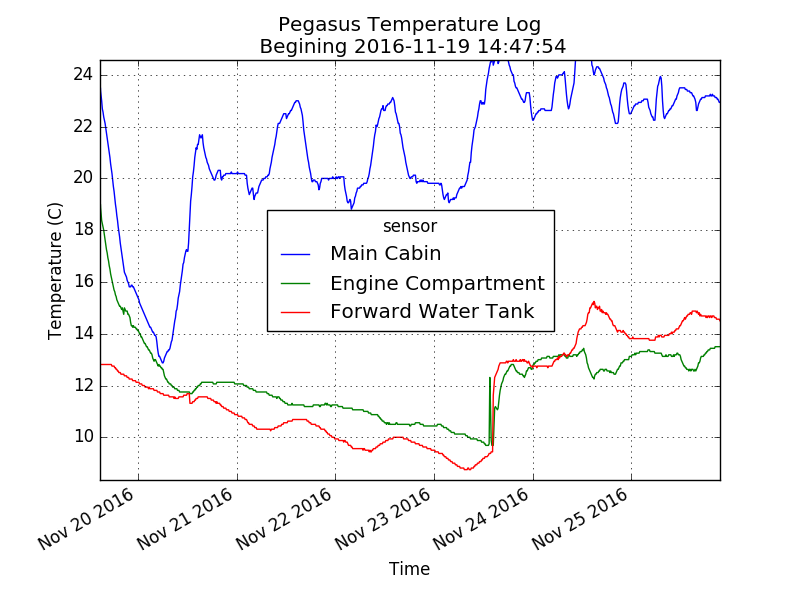 Pegasus Temperature Log
Begining 2016-11-19 14:47:54
24
22
20
18
16
14
12
10
Temperature (C)
sensor
Main Cabin
Engine Compartment
Forward Water Tank
Nov 20 2016
Nov 21 2016
Nov 22 2016
Nov 23 2016
Nov 24 2016
Nov 25 2016
Time